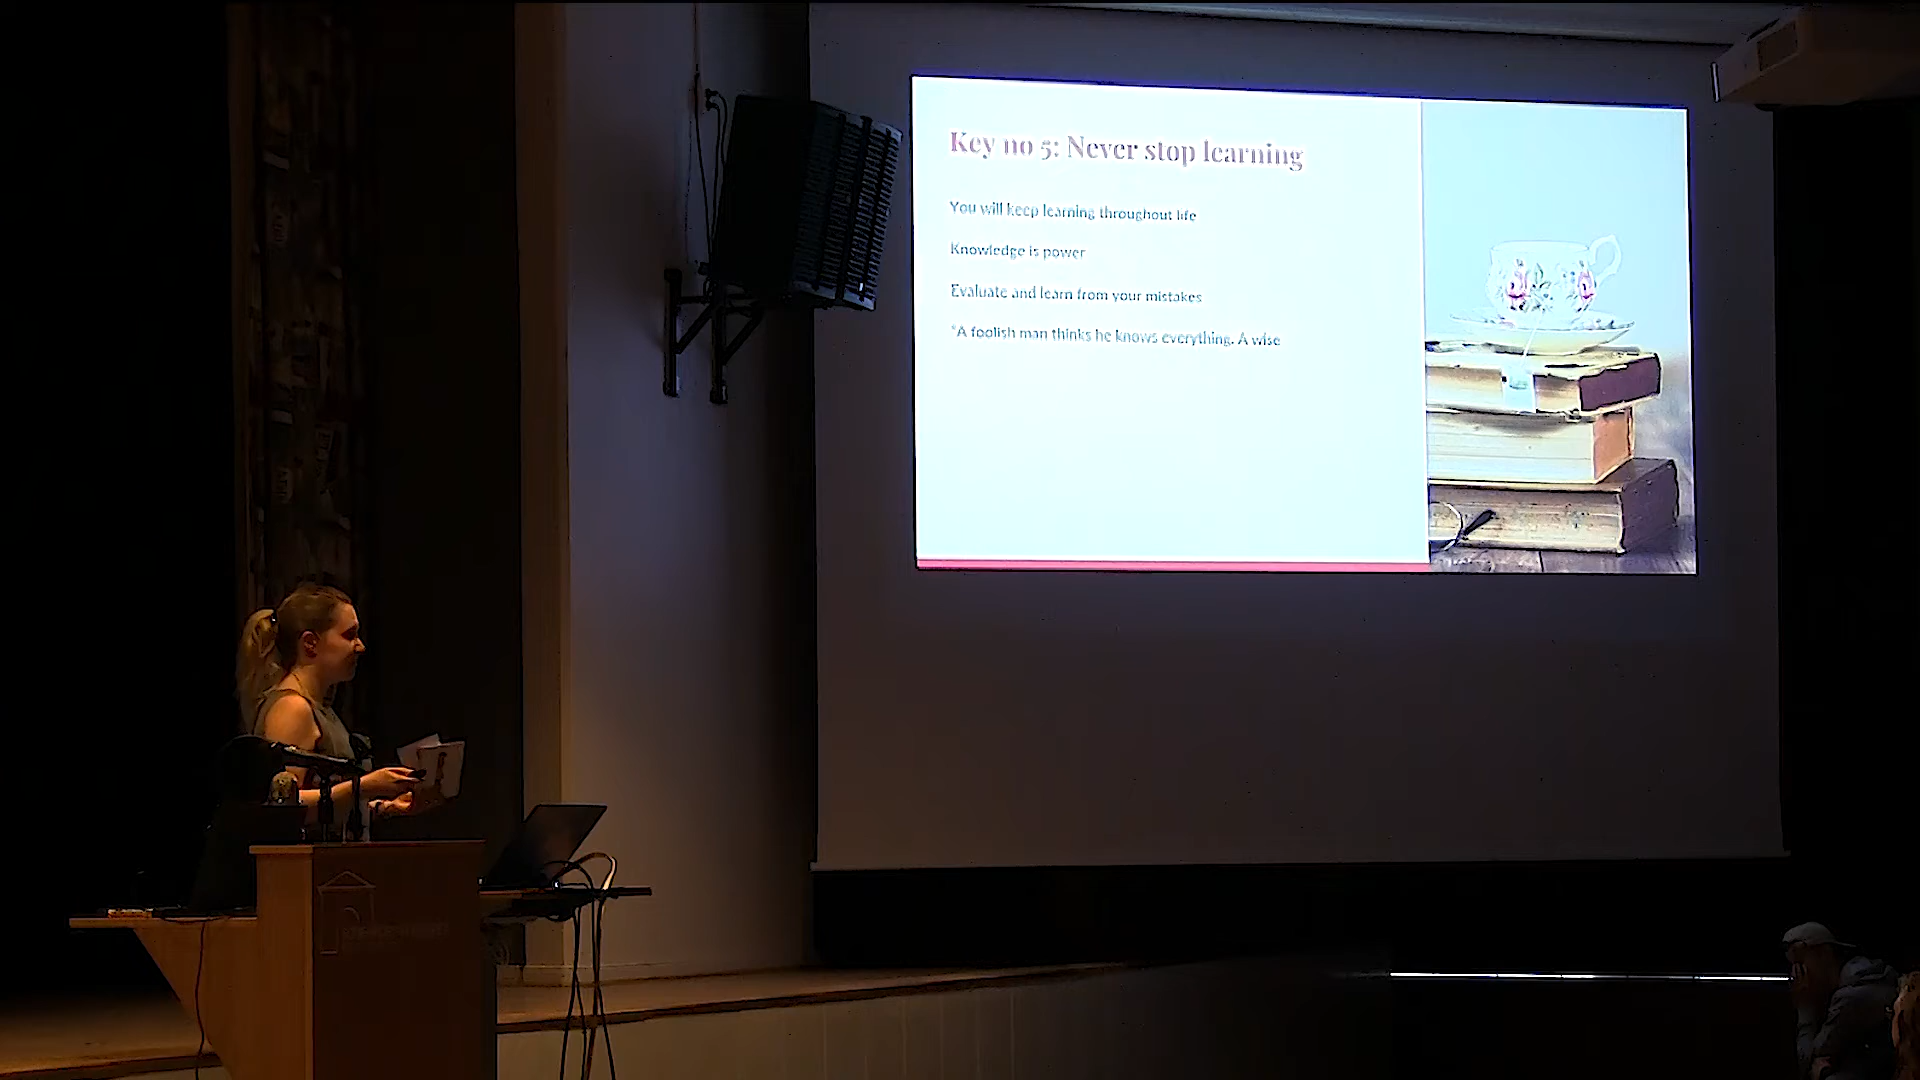 Key no 5: Never stop learning
You will keep learning throughout life
Knowledge is power
Evaluate and learn from your mistakes
"A foolish man thinks he knows everything. A wise